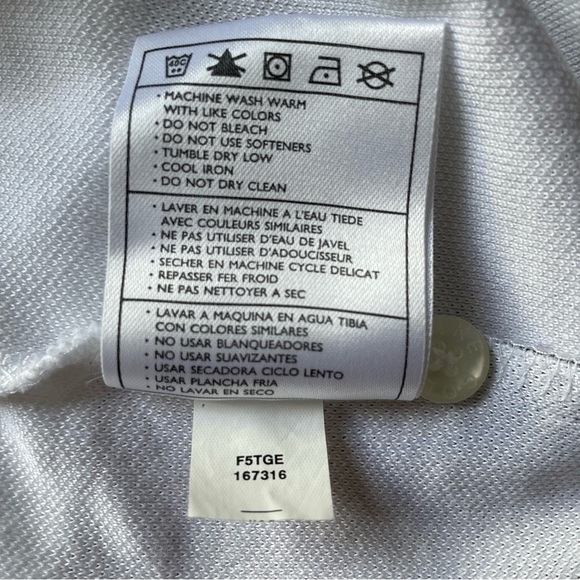 40C
• MACHINE WASH WARM
WITH LIKE COLORS
• DO NOT BLEACH
• DO NOT USE SOFTENERS
• TUMBLE DRY LOW
• COOL IRON
• DO NOT DRY CLEAN
• LAVER EN MACHINE A L'EAU TIEDE
AVEC COULEURS SIMILAIRES
• NE PAS UTILISER D'EAU DE JAVEL
• NE PAS UTILISER D'ADOUCISSEUR
• SECHER EN MACHINE CYCLE DELICAT
• REPASSER FER FROID
• NE PAS NETTOYER A SEC
• LAVAR A MAQUINA EN AGUA TIBIA
CON COLORES SIMILARES
• NO USAR BLANQUEADORES
• NO USAR SUAVIZANTES
• USAR SECADORA CICLO LENTO
• USAR PLANCHA FRIA
• NO LAVAR EN SECO
F5TGE
167316